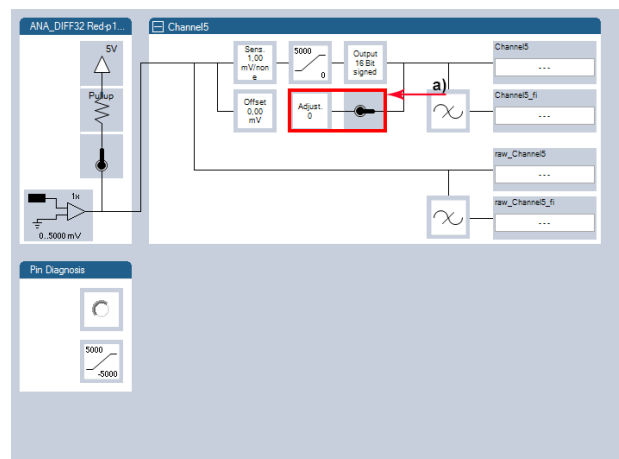 ANA_DIFF32 Red-p1...
5V
Pullup
1x
0..5000 mV
Channel5
Sens.
1,00
mV/non
e
5000
0
Output
16 Bit
signed
Offset
0,00
mV
Adjust.
0
a)
Channel5
---
Channel5_fi
---
raw_Channel5
---
raw_Channel5_fi
---
Pin Diagnosis
5000
-5000